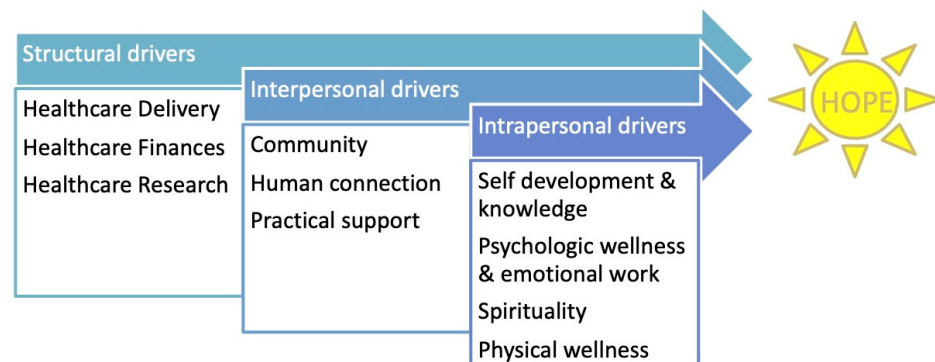 Structural drivers
Healthcare Delivery
Healthcare Finances
Healthcare Research
Interpersonal drivers
Community
Human connection
Practical support
Intrapersonal drivers
Self development &
knowledge
Psychologic wellness
& emotional work
Spirituality
Physical wellness
HOPE